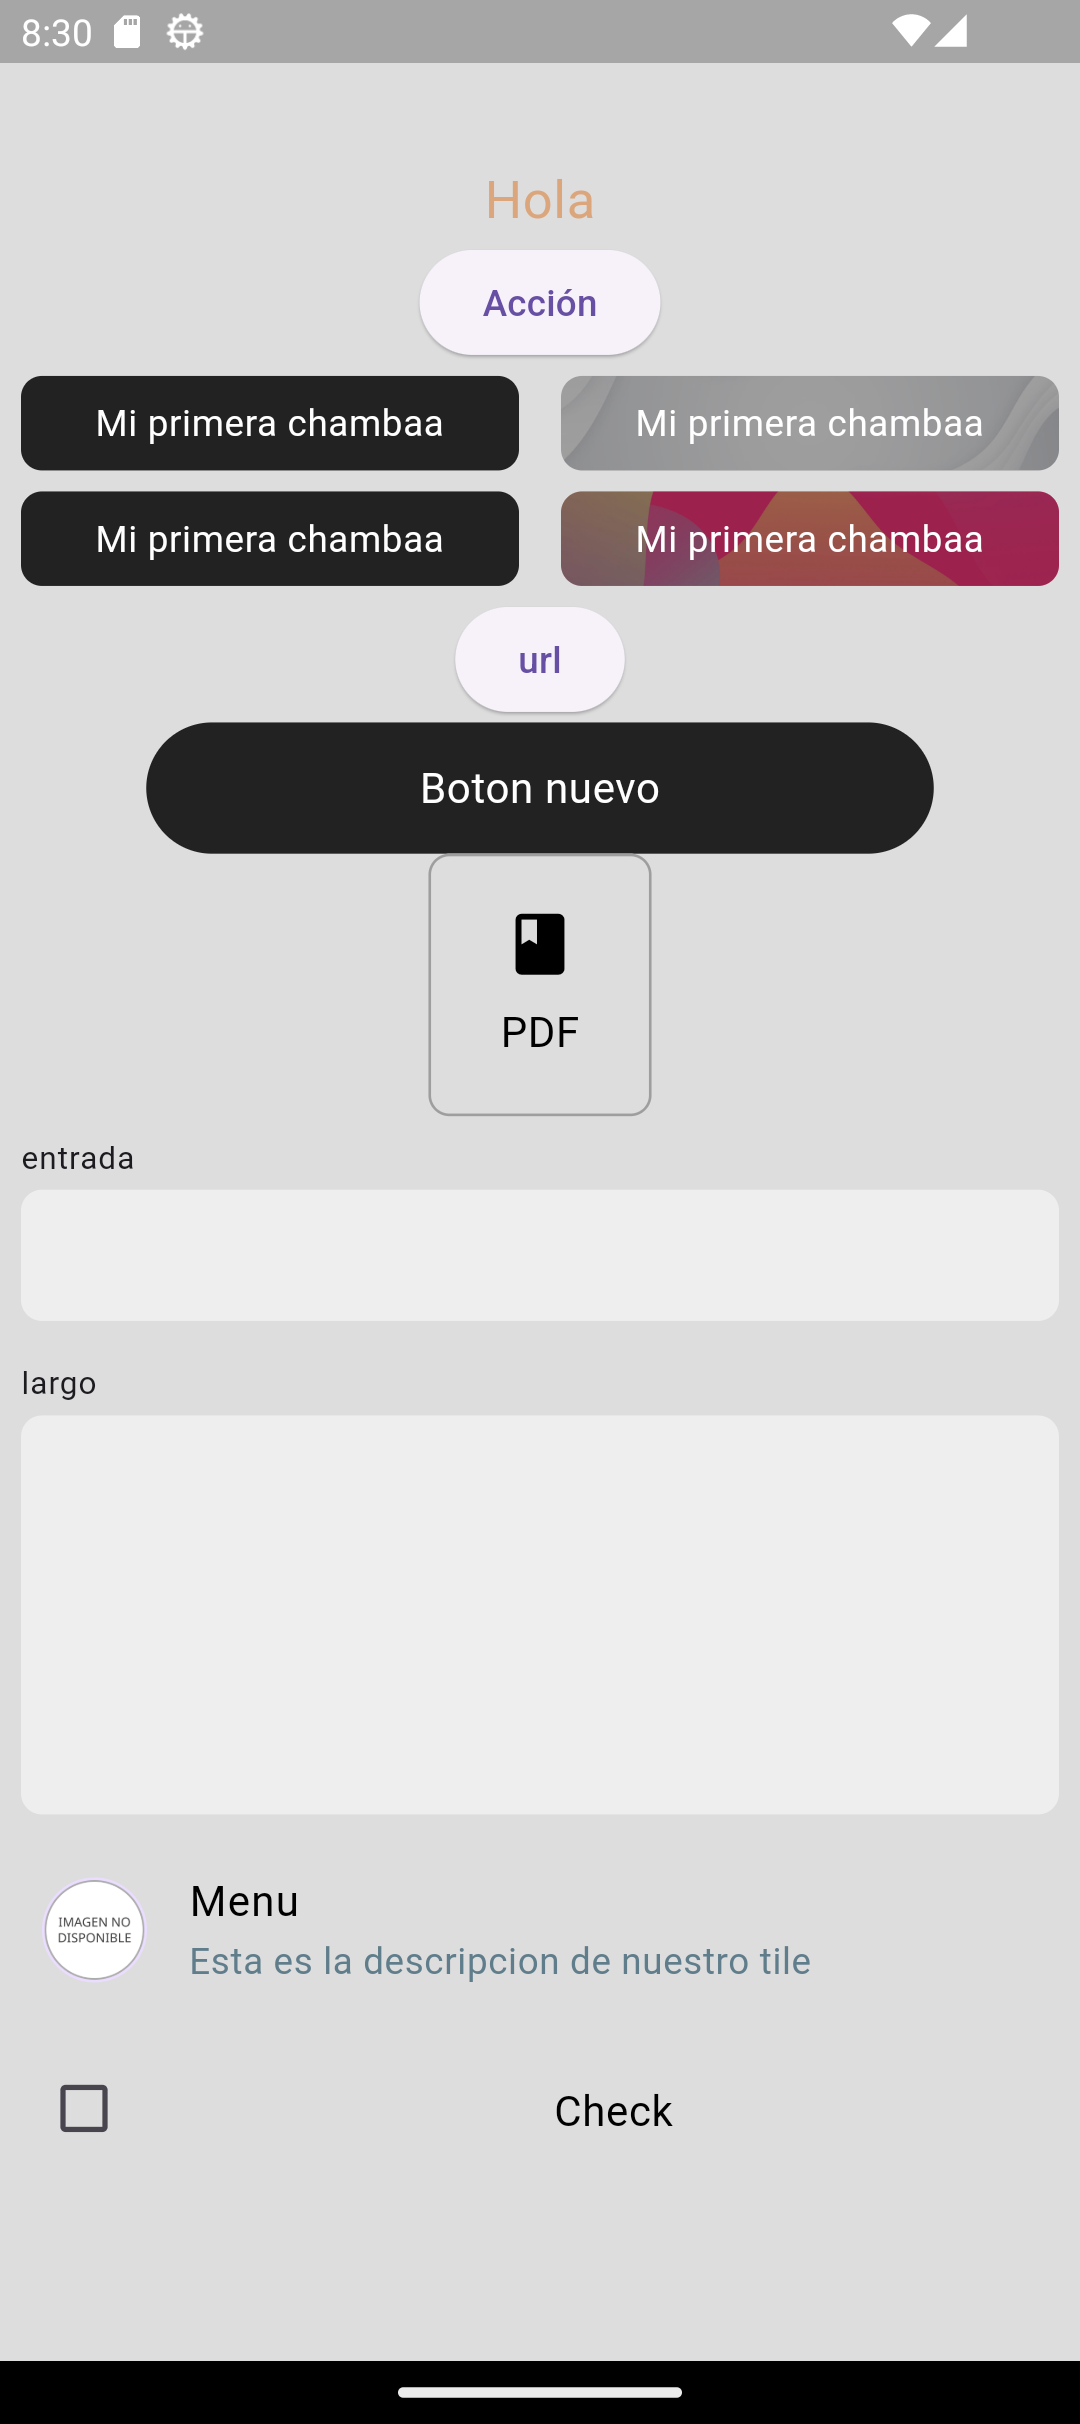 8:30
Hola
Acción
Mi primera chambaa
Mi primera chambaa
Mi primera chambaa
Mi primera chambaa
url
Boton nuevo
PDF
entrada
largo
IMAGEN NO
DISPONIBLE
Menu
Esta es la descripcion de nuestro tile
Check